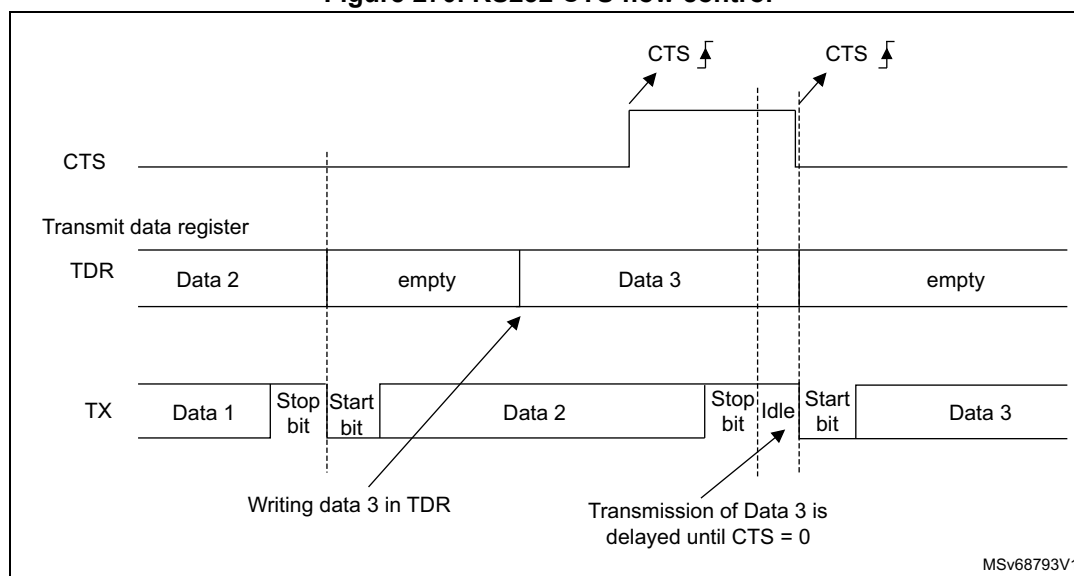 Figure 270. RS232 CTS flow control
CTS
CTS
CTS
Transmit data register
TDR
Data 2
empty
Data 3
empty
TX
Data 1
Stop
bit
Start
bit
Data 2
Stop
bit
Idle
Start
bit
Data 3
Writing data 3 in TDR
Transmission of Data 3 is
delayed until CTS = 0
MSv68793V1